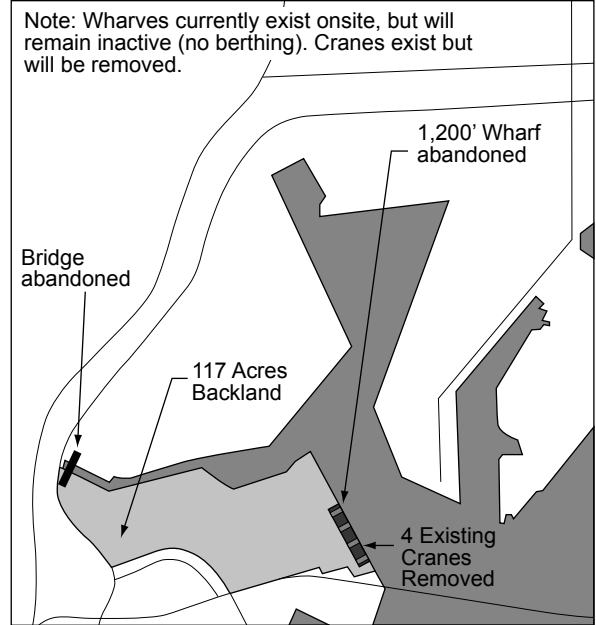 Note: Wharves currently exist onsite, but will
remain inactive (no berthing). Cranes exist but
will be removed.
1,200' Wharf
abandoned
Bridge
abandoned
117 Acres
Backland
4 Existing
Cranes
Removed